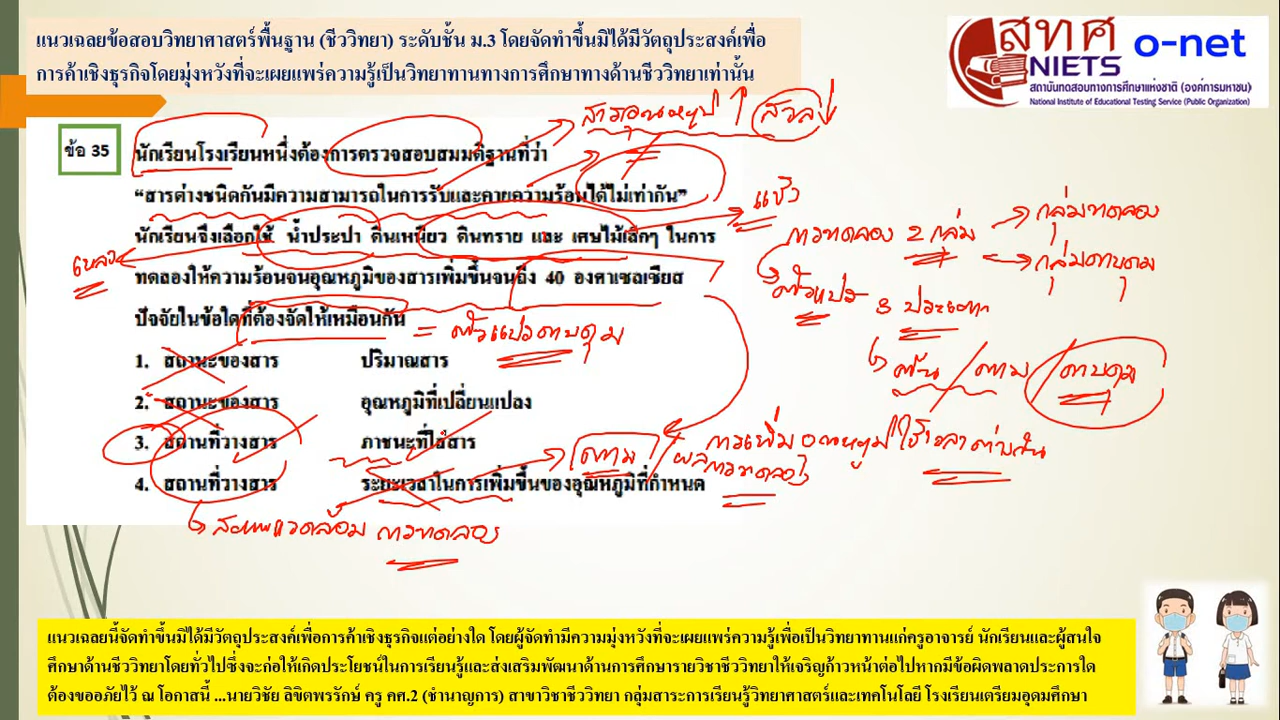 แนวเฉลยข้อสอบวิทยาศาสตร์พื้นฐาน (ชีววิทยา) ระดับชั้น ม.3 โดยจัดทำขึ้นมิได้มีวัตถุประสงค์เพื่อ
การค้าเชิงธุรกิจโดยมุ่งหวังที่จะเผยแพร่ความรู้เป็นวิทยาทานทางการศึกษาทางด้านชีววิทยาเท่านั้น
สทศ
NIETS
o-net
สถาบันทดสอบทางการศึกษาแห่งชาติ (องค์การมหาชน)
National Institute of Educational Testing Service (Public Organization)
สารอุณหภูมิ ↑
ข้อ 35
นักเรียนโรงเรียนหนึ่งต้องการตรวจสอบสมมติฐานที่ว่า
“สารต่างชนิดกันมีความสามารถในการรับและคายความร้อนได้ไม่เท่ากัน”
แข็ง
นักเรียนจึงเลือกใช้ น้ำประปา ดินเหนียว ดินทราย และ เศษไม้เล็กๆ ในการ
การทดลอง 2 กลุ่ม
กลุ่มทดลอง
กลุ่มควบคุม
เหลว
ทดลองให้ความร้อนจนอุณหภูมิของสารเพิ่มขึ้นจนถึง 40 องศาเซลเซียส
ตัวแปร 3 ประเภท
ปัจจัยในข้อใดที่ต้องจัดให้เหมือนกัน
= ตัวแปรควบคุม
ต้น / ตาม / ควบคุม
1. สถานะของสาร ปริมาณสาร
2. สถานะของสาร อุณหภูมิที่เปลี่ยนแปลง
3. สถานที่วางสาร ภาชนะที่ใส่สาร
ตาม / ผลการทดลอง
การเพิ่มอุณหภูมิใช้เวลาต่างกัน
4. สถานที่วางสาร ระยะเวลาในการเพิ่มขึ้นของอุณหภูมิที่กำหนด
สภาพแวดล้อม การทดลอง
แนวเฉลยนี้จัดทำขึ้นมิได้มีวัตถุประสงค์เพื่อการค้าเชิงธุรกิจแต่อย่างใด โดยผู้จัดทำมีความมุ่งหวังที่จะเผยแพร่ความรู้เพื่อเป็นวิทยาทานแก่ครูอาจารย์ นักเรียนและผู้สนใจ
ศึกษาด้านชีววิทยาโดยทั่วไปซึ่งจะก่อให้เกิดประโยชน์ในการเรียนรู้และส่งเสริมพัฒนาด้านการศึกษารายวิชาชีววิทยาให้เจริญก้าวหน้าต่อไปหากมีข้อผิดพลาดประการใด
ต้องขออภัยไว้ ณ โอกาสนี้ ...นายวิชัย ลิขิตพรรักษ์ ครู คศ.2 (ชำนาญการ) สาขาวิชาชีววิทยา กลุ่มสาระการเรียนรู้วิทยาศาสตร์และเทคโนโลยี โรงเรียนเตรียมอุดมศึกษา